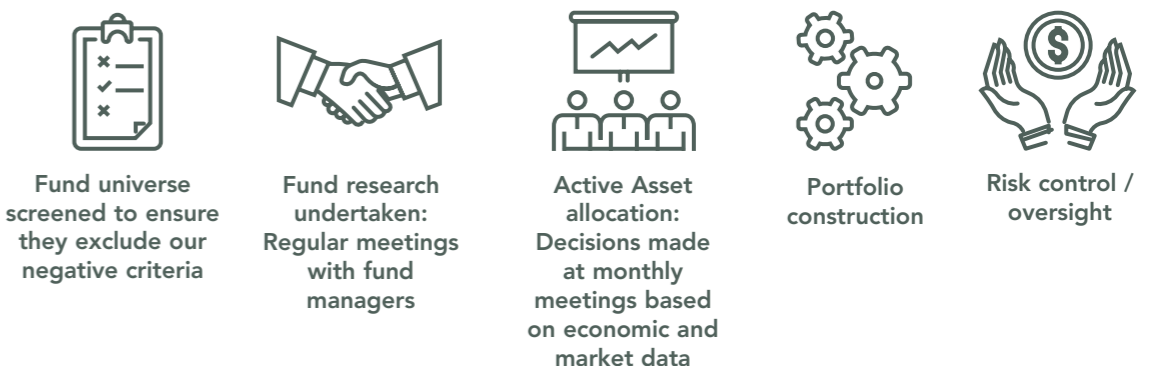 Fund universe
screened to ensure
they exclude our
negative criteria
Fund research
undertaken:
Regular meetings
with fund
managers
Active Asset
allocation:
Decisions made
at monthly
meetings based
on economic and
market data
Portfolio
construction
$
Risk control /
oversight